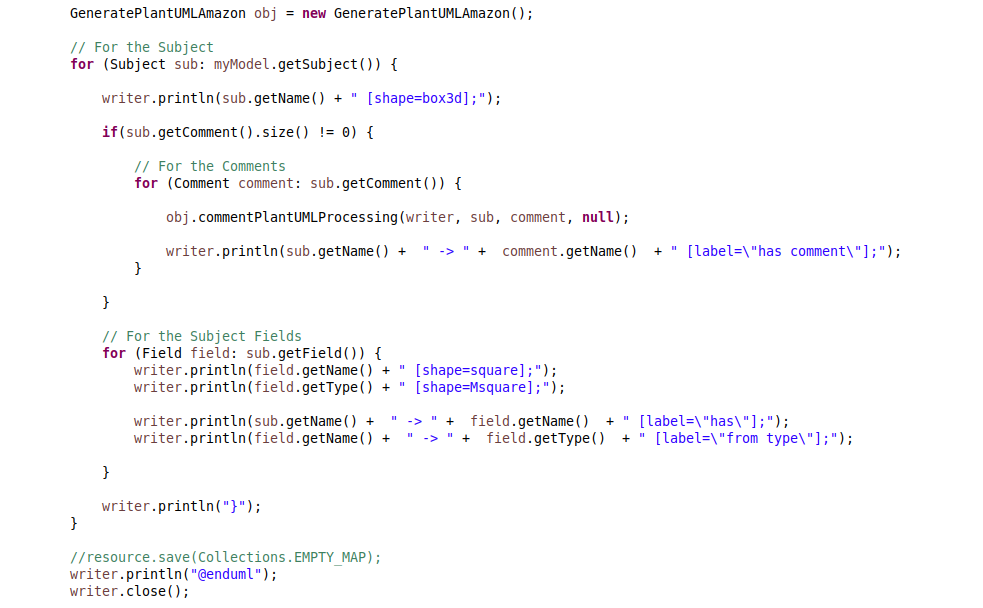 GeneratePlantUMLAmazon obj = new GeneratePlantUMLAmazon();
// For the Subject
for (Subject sub: myModel.getSubject()) {
writer.println(sub.getName() + " [shape=box3d];");
if(sub.getComment().size() != 0) {
// For the Comments
for (Comment comment: sub.getComment()) {
obj.commentPlantUMLProcessing(writer, sub, comment, null);
writer.println(sub.getName() +  " -> " +  comment.getName()  + " [label=\"has comment\"];");
}
}
// For the Subject Fields
for (Field field: sub.getField()) {
writer.println(field.getName() + " [shape=square];");
writer.println(field.getType() + " [shape=Msquare];");
writer.println(sub.getName() +  " -> " +  field.getName()  + " [label=\"has\"];");
writer.println(field.getName() +  " -> " +  field.getType()  + " [label=\"from type\"];");
}
writer.println("}");
}
//resource.save(Collections.EMPTY_MAP);
writer.println("@enduml");
writer.close();